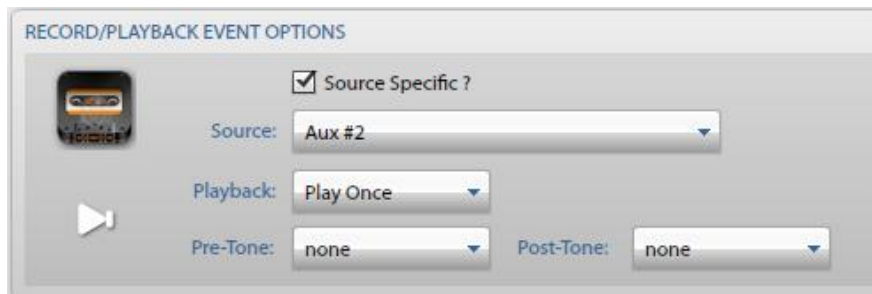 RECORD/PLAYBACK EVENT OPTIONS
Source Specific ?
Source: Aux #2
Playback: Play Once
Pre-Tone: none Post-Tone: none